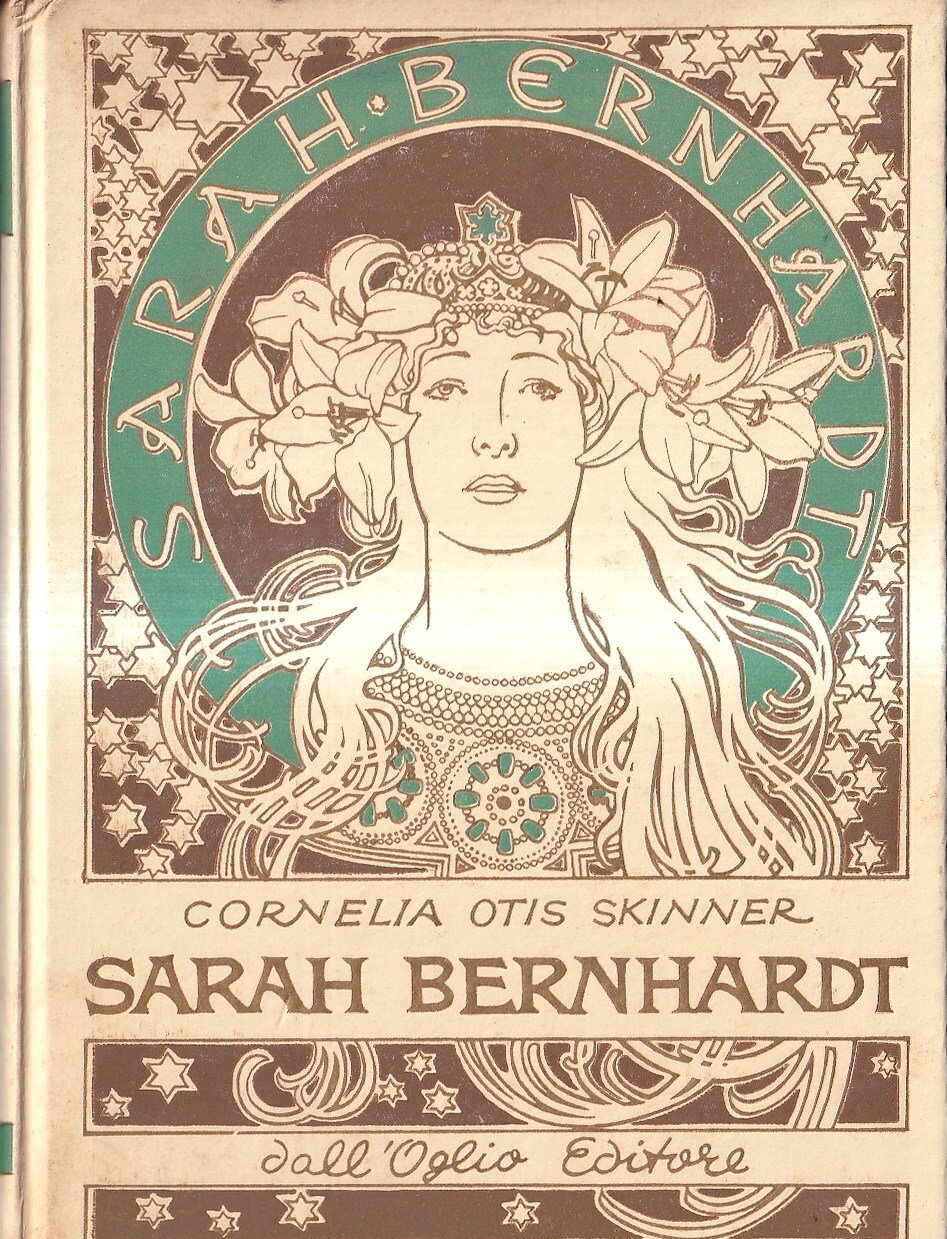 SARAH·BERNHARDT
CORNELIA OTIS SKINNER
SARAH BERNHARDT
dall'Oglio Editore